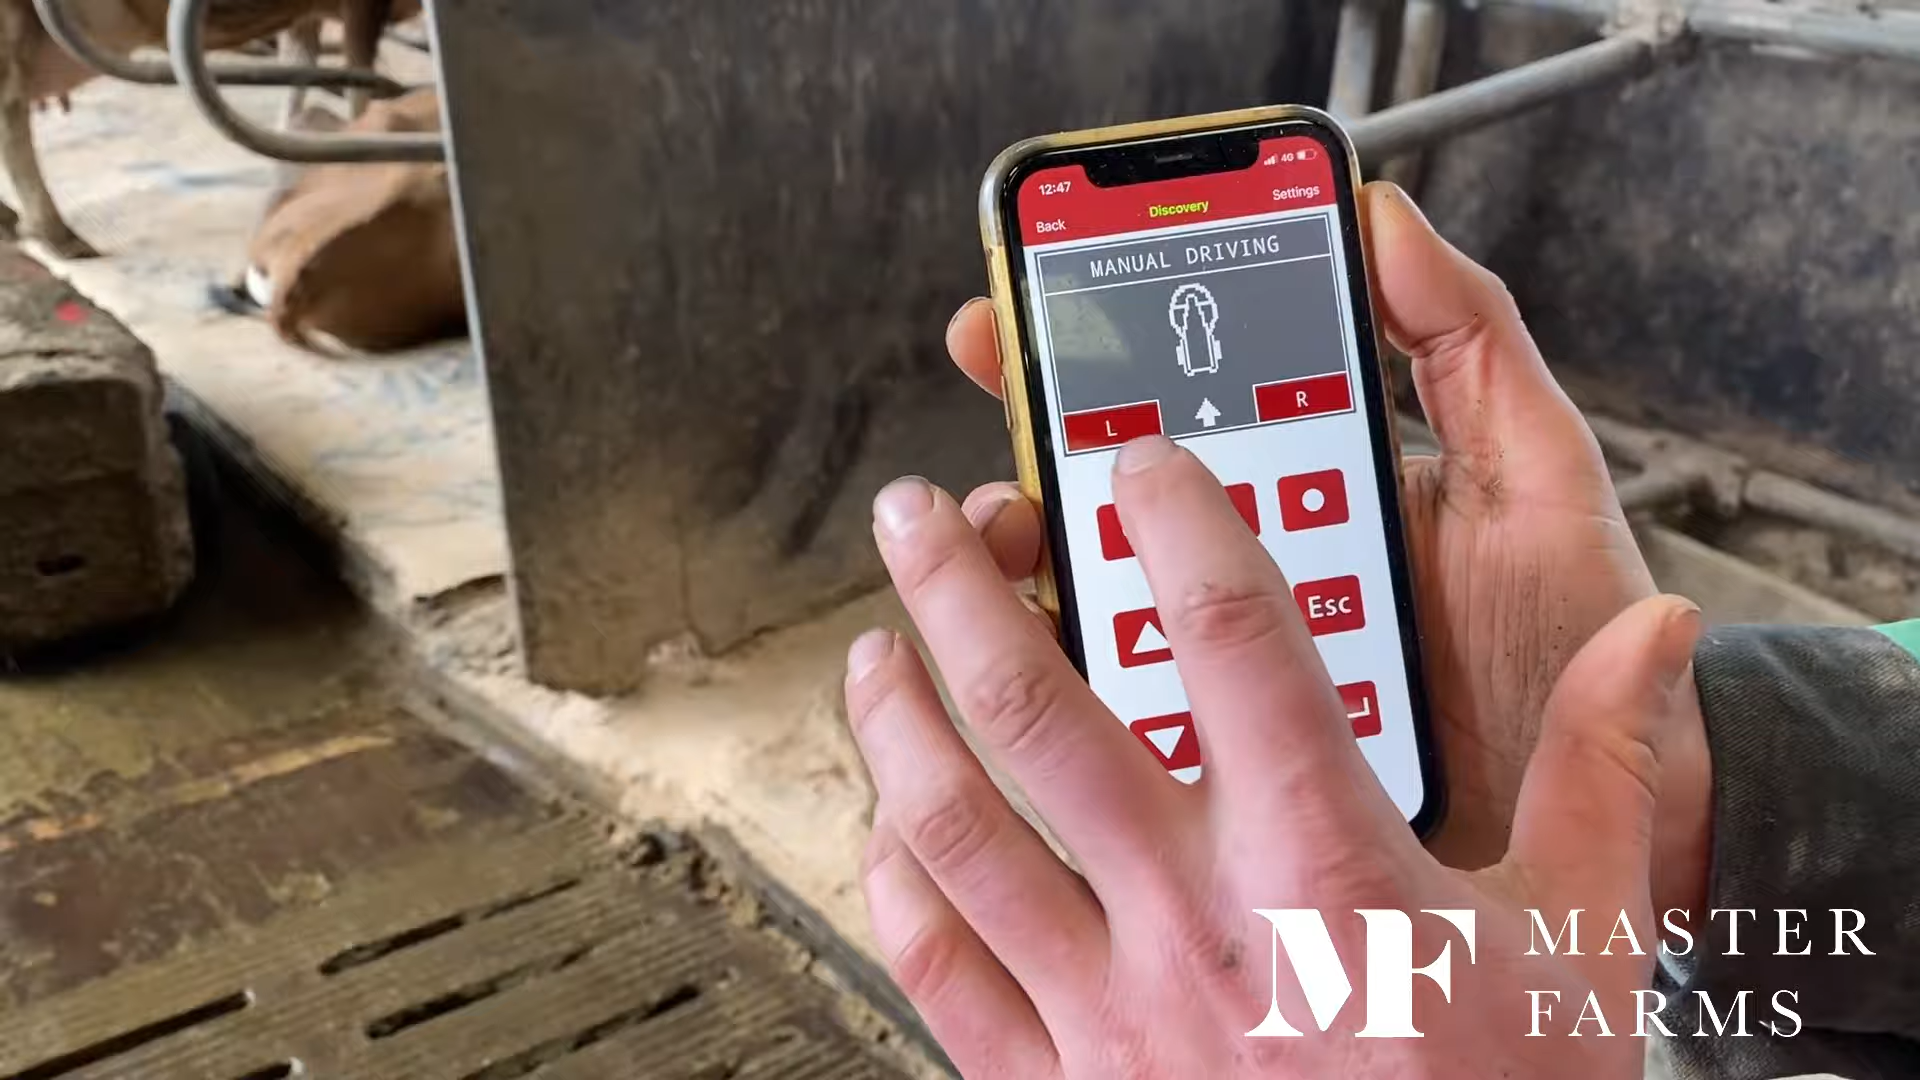 12:47
4G
Back
Discovery
Settings
MANUAL DRIVING
L
R
Esc
MF
MASTER
FARMS